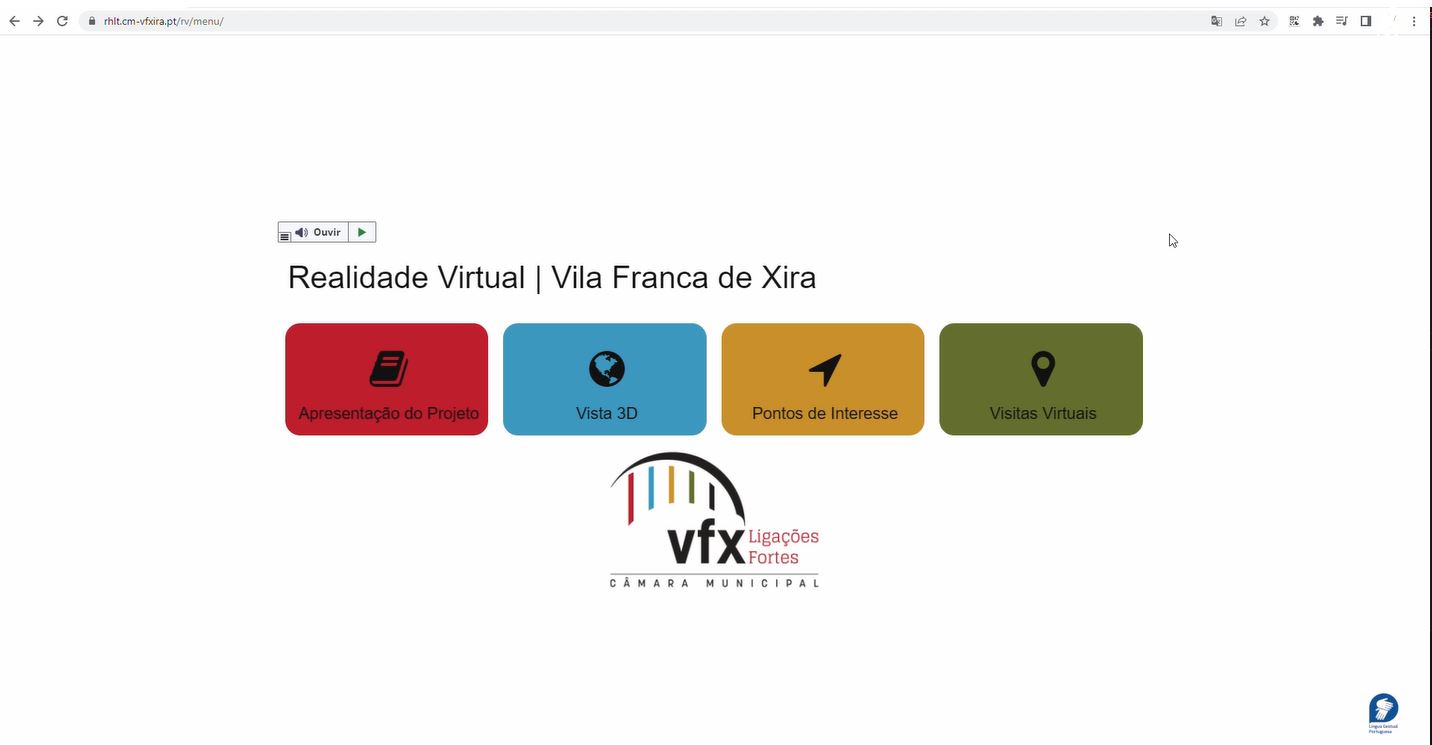 rhlt.cm-vfxira.pt/rv/menu/
Ouvir
Realidade Virtual | Vila Franca de Xira
Apresentação do Projeto
Vista 3D
Pontos de Interesse
Visitas Virtuais
vfx Ligações
Fortes
CÂMARA MUNICIPAL
Língua Gestual
Portuguesa